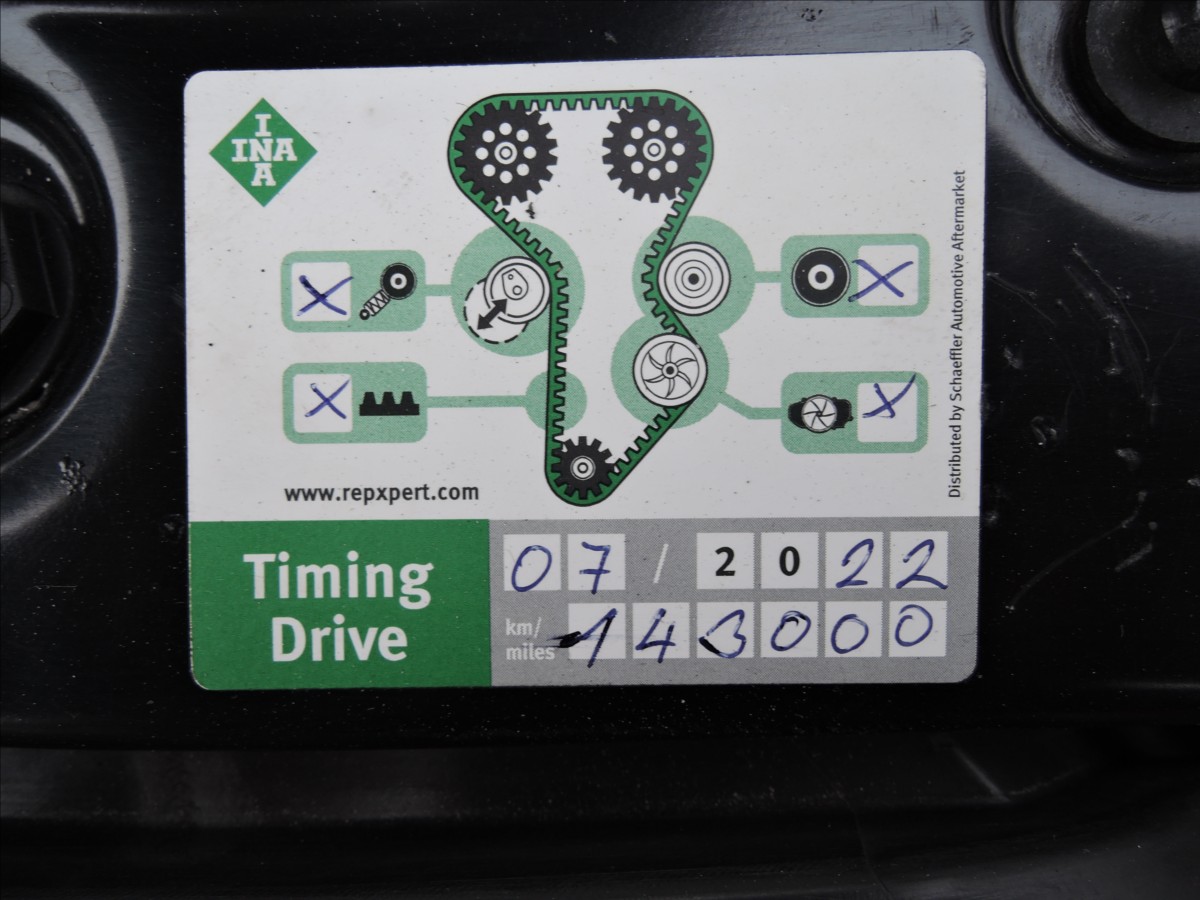 I
INA
A
Distributed by Schaeffler Automotive Aftermarket
X
X
X
X
www.repxpert.com
Timing
Drive
07 / 2022
km/
miles
143000